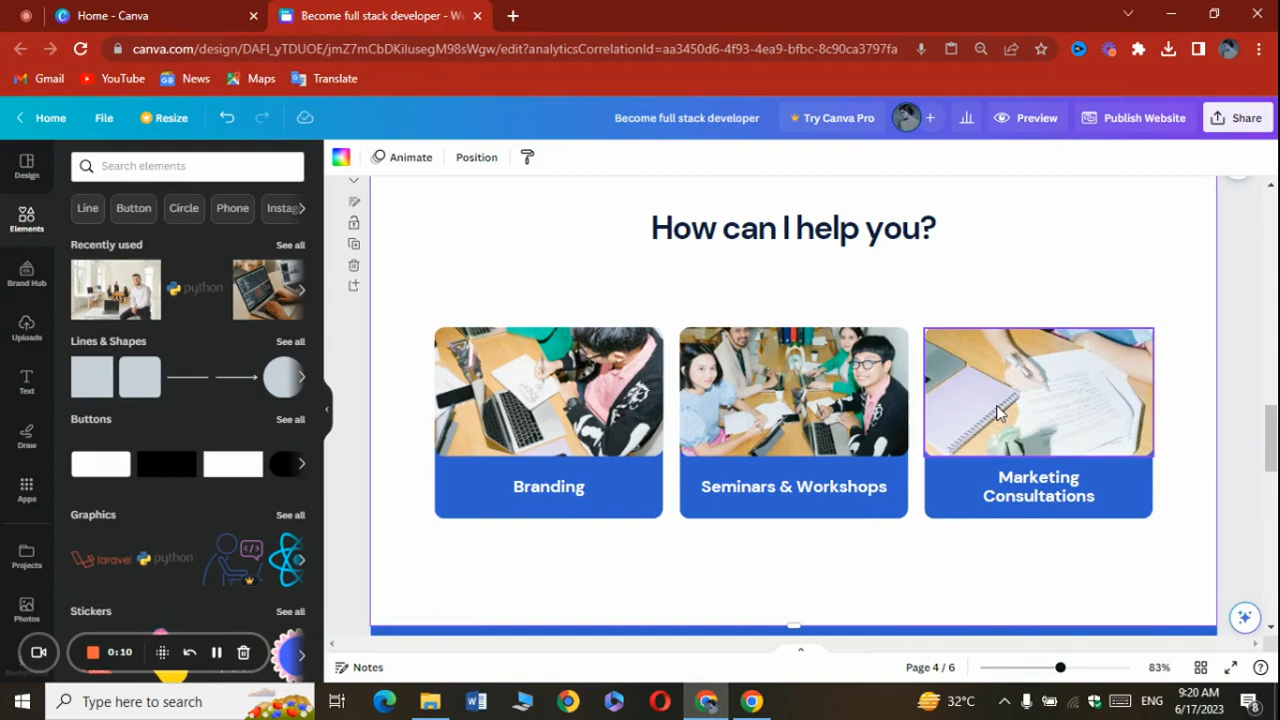 Home - Canva
Become full stack developer - We
canva.com/design/DAFl_yTDUOE/jmZ7mCbDKilusegM98sWgw/edit?analyticsCorrelationId=aa3450d6-4f93-4ea9-bfbc-8c90ca3797fa
Gmail
YouTube
News
Maps
Translate
Home
File
Resize
Become full stack developer
Try Canva Pro
Preview
Publish Website
Share
Design
Elements
Brand Hub
Uploads
Text
Draw
Apps
Projects
Photos
Search elements
Line
Button
Circle
Phone
Instag
Recently used
See all
python
Lines & Shapes
See all
Buttons
See all
Graphics
See all
laravel
python
Stickers
See all
0:10
Animate
Position
How can I help you?
Branding
Seminars & Workshops
Marketing
Consultations
Notes
Page 4 / 6
83%
Type here to search
32°C
ENG
9:20 AM
6/17/2023
8